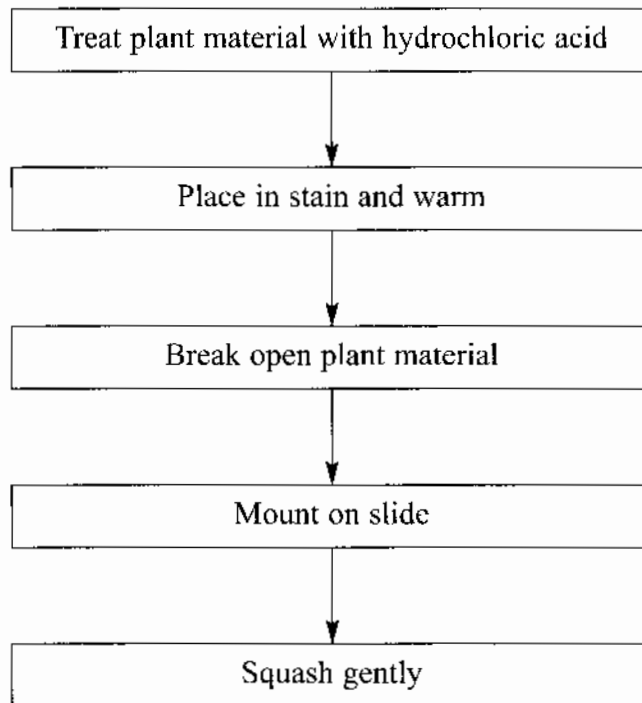 Treat plant material with hydrochloric acid
Place in stain and warm
Break open plant material
Mount on slide
Squash gently